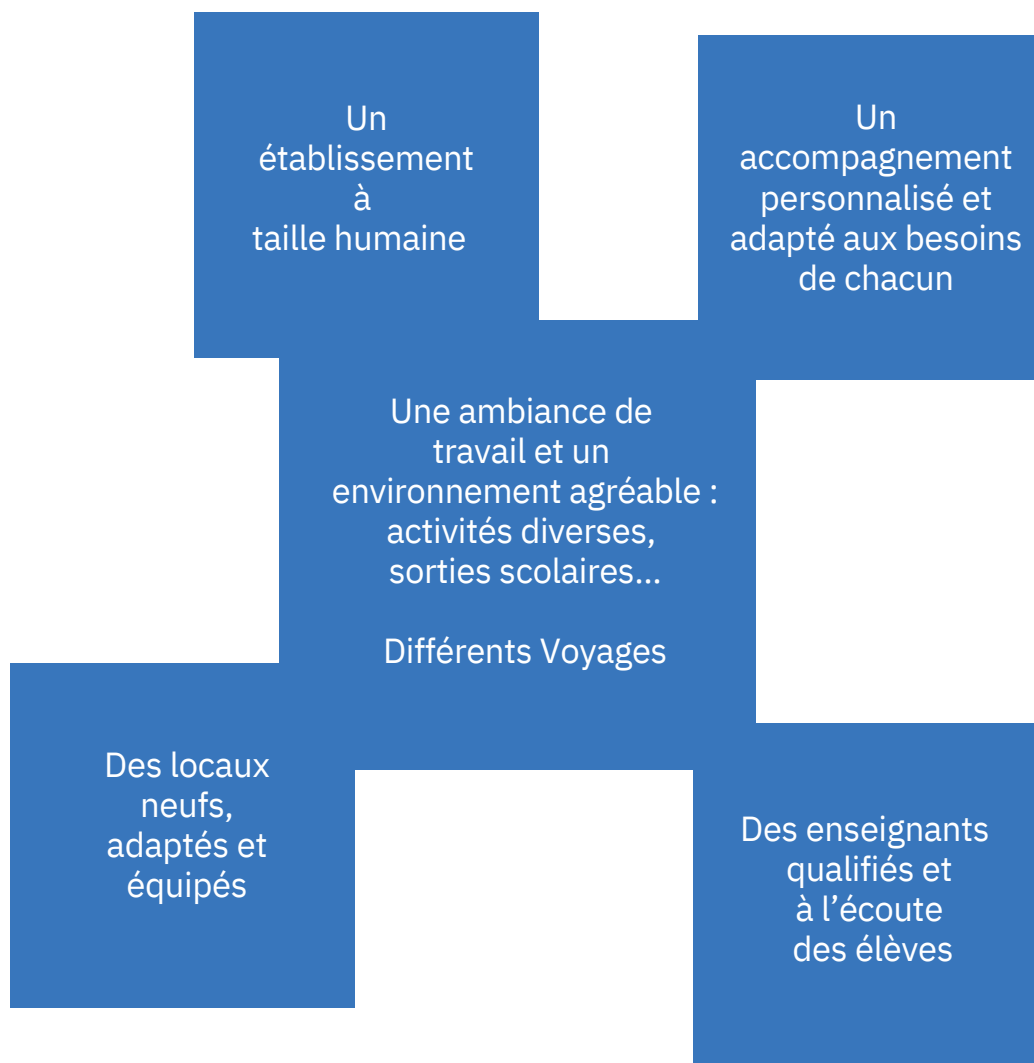 Un
établissement
à
taille humaine
Un
accompagnement
personnalisé et
adapté aux besoins
de chacun
Une ambiance de
travail et un
environnement agréable :
activités diverses,
sorties scolaires...
Différents Voyages
Des locaux
neufs,
adaptés et
équipés
Des enseignants
qualifiés et
à l’écoute
des élèves